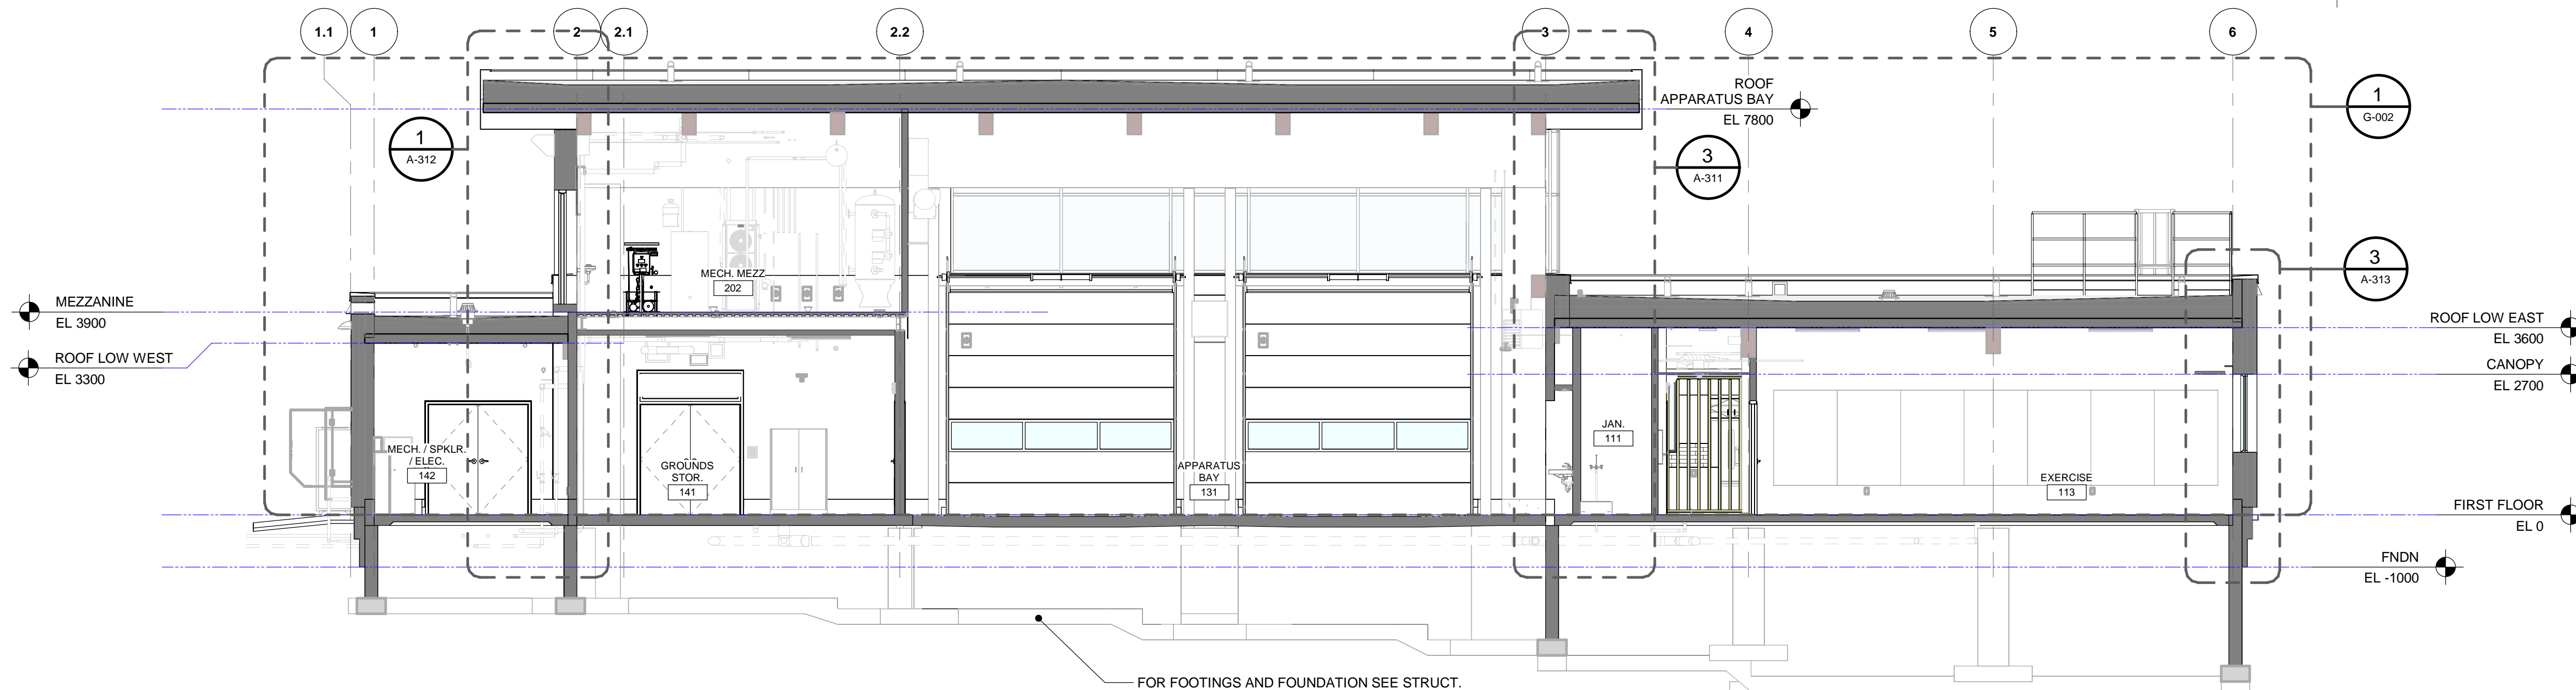 1.1
1
2
2.1
2.2
3
4
5
6
ROOF
APPARATUS BAY
EL 7800
1
G-002
1
A-312
3
A-311
3
A-313
MECH. MEZZ
202
MEZZANINE
EL 3900
ROOF LOW WEST
EL 3300
ROOF LOW EAST
EL 3600
CANOPY
EL 2700
MECH. / SPKLR.
/ ELEC.
142
GROUNDS
STOR.
141
APPARATUS
BAY
131
JAN.
111
EXERCISE
113
FIRST FLOOR
EL 0
FNDN
EL -1000
FOR FOOTINGS AND FOUNDATION SEE STRUCT.